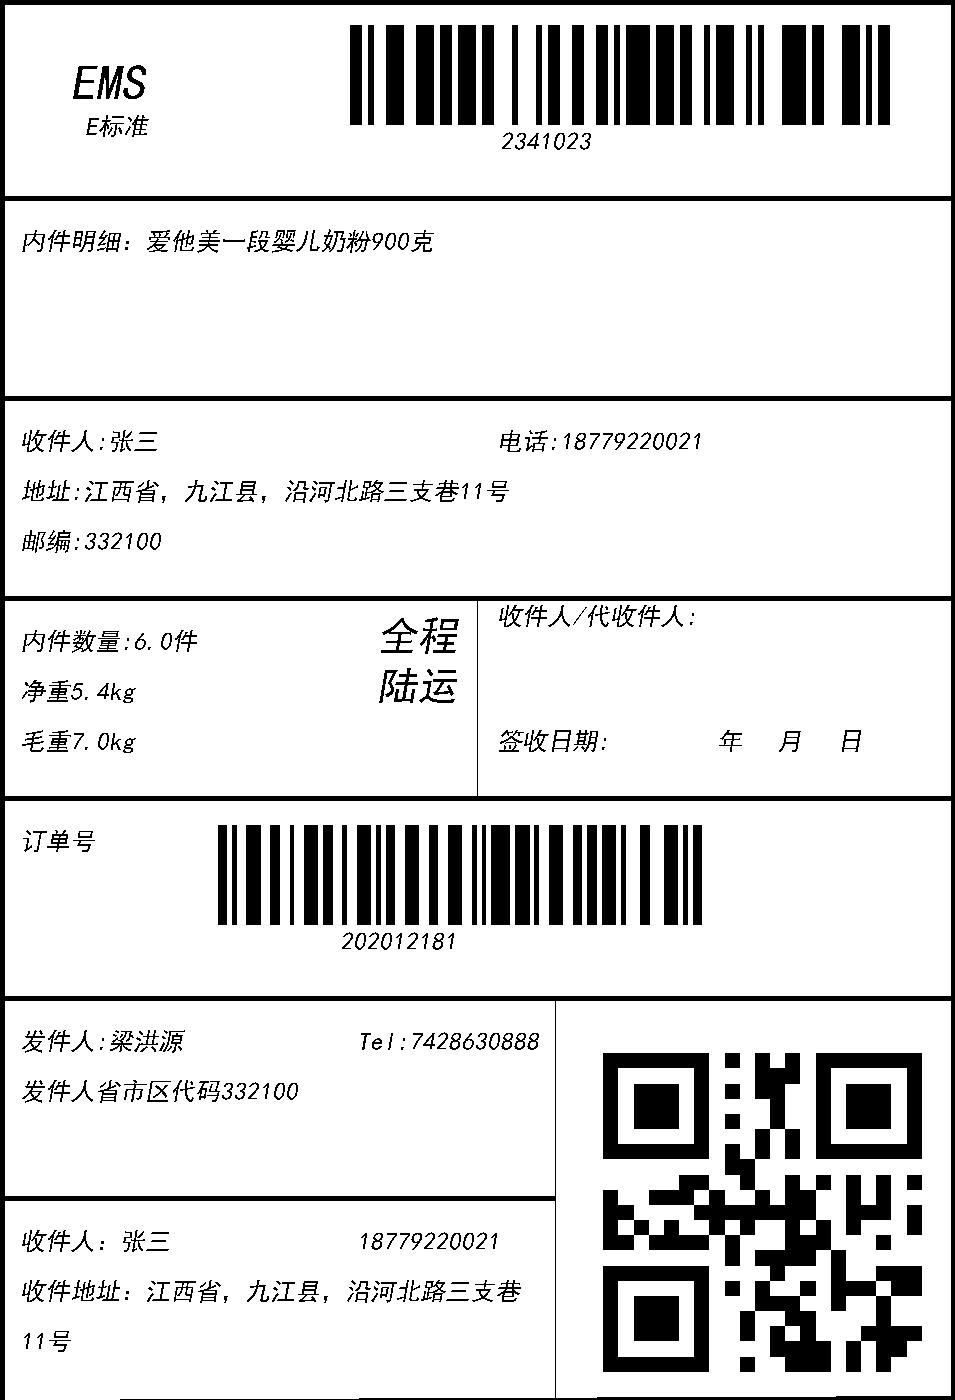 EMS
E标准
2341023
内件明细：爱他美一段婴儿奶粉900克
收件人:张三 电话:18779220021
地址:江西省，九江县，沿河北路三支巷11号
邮编:332100
内件数量:6.0件
净重5.4kg
毛重7.0kg
全程
陆运
收件人/代收件人:
签收日期: 年 月 日
订单号
202012181
发件人:梁洪源 Tel:7428630888
发件人省市区代码332100
收件人：张三 18779220021
收件地址：江西省，九江县，沿河北路三支巷
11号